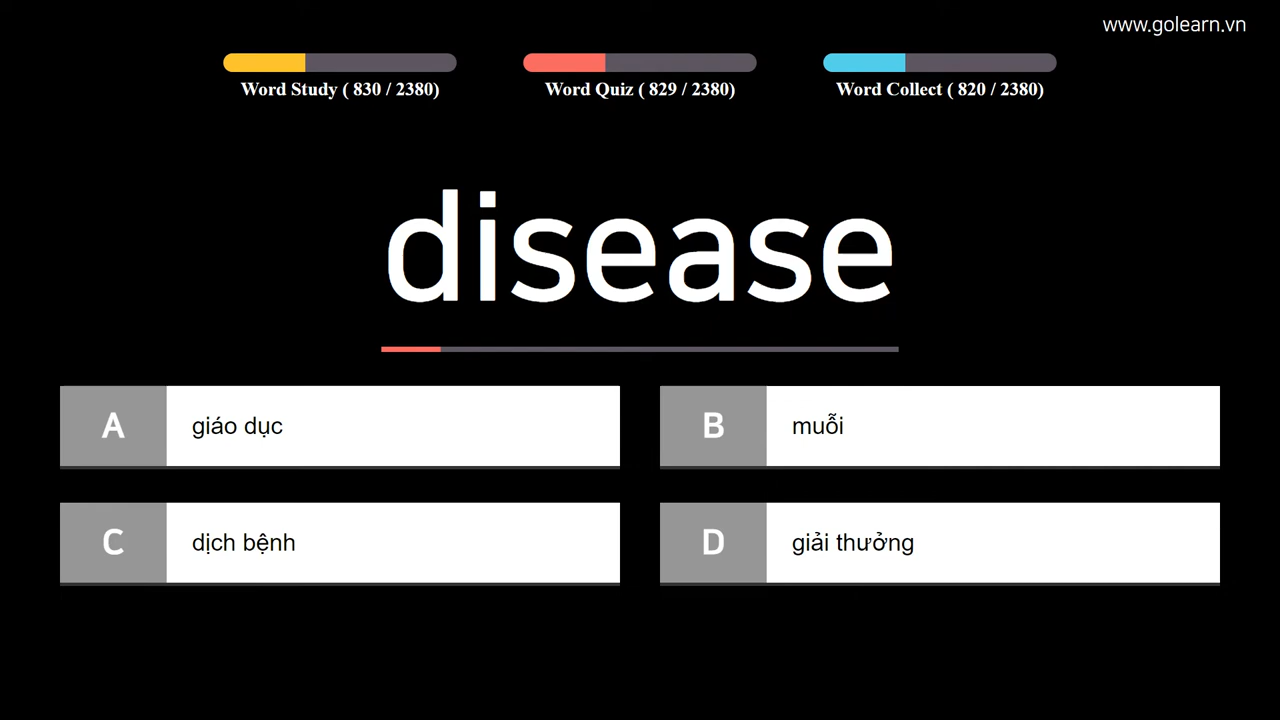 www.golearn.vn
Word Study ( 830 / 2380)
Word Quiz ( 829 / 2380)
Word Collect ( 820 / 2380)
disease
A giáo dục
B muỗi
C dịch bệnh
D giải thưởng